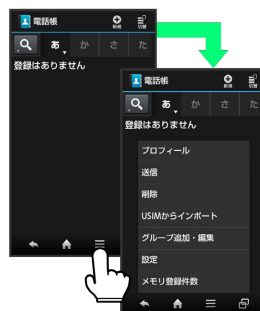 電話帳
新規 切替
あ か さ た
登録はありません
電話帳
新規 切替
あ か さ た
登録はありません
プロフィール
送信
削除
USIMからインポート
グループ追加・編集
設定
メモリ登録件数